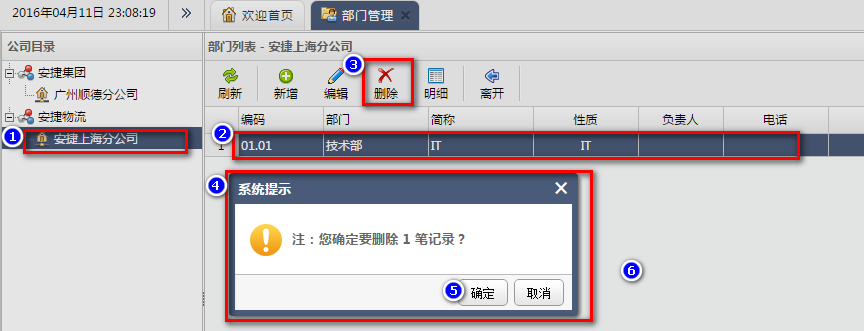 2016年04月11日 23:08:19 » 欢迎首页 部门管理 ×
公司目录
安捷集团
广州顺德分公司
安捷物流
1 安捷上海分公司
部门列表 - 安捷上海分公司
刷新 新增 编辑 3 删除 明细 离开
编码 部门 简称 性质 负责人 电话
2 1 01.01 技术部 IT IT
4 系统提示
注：您确定要删除 1 笔记录？
5 确定 取消
6